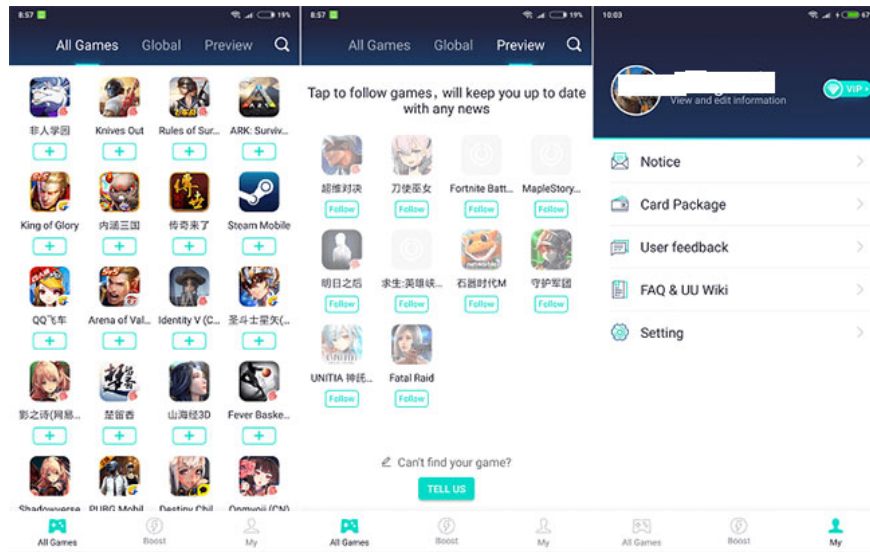 8:57
19%
All Games Global Preview
非人学园 Knives Out Rules of Sur... ARK: Surviv...
King of Glory 内涵三国 传奇来了 Steam Mobile
QQ飞车 Arena of Val... Identity V (C... 圣斗士星矢(...
影之诗(网易... 楚留香 山海经3D Fever Baske...
Shadowverse PUBG Mobil Destiny Chil Onmyoji (CN)
All Games Boost My
8:57
19%
All Games Global Preview
Tap to follow games, will keep you up to date
with any news
超维对决 刀使巫女 Fortnite Batt... MapleStory...
Follow Follow Follow Follow
明日之后 求生:英雄峡... 石器时代M 守护军团
Follow Follow Follow Follow
UNITIA 神託... Fatal Raid
Follow Follow
Can't find your game?
TELL US
All Games Boost My
10:03
67
View and edit information
VIP
Notice
Card Package
User feedback
FAQ & UU Wiki
Setting
All Games Boost My